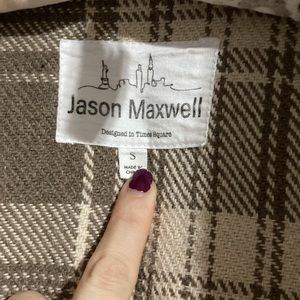 Jason Maxwell
Designed in Times Square
S
MADE IN